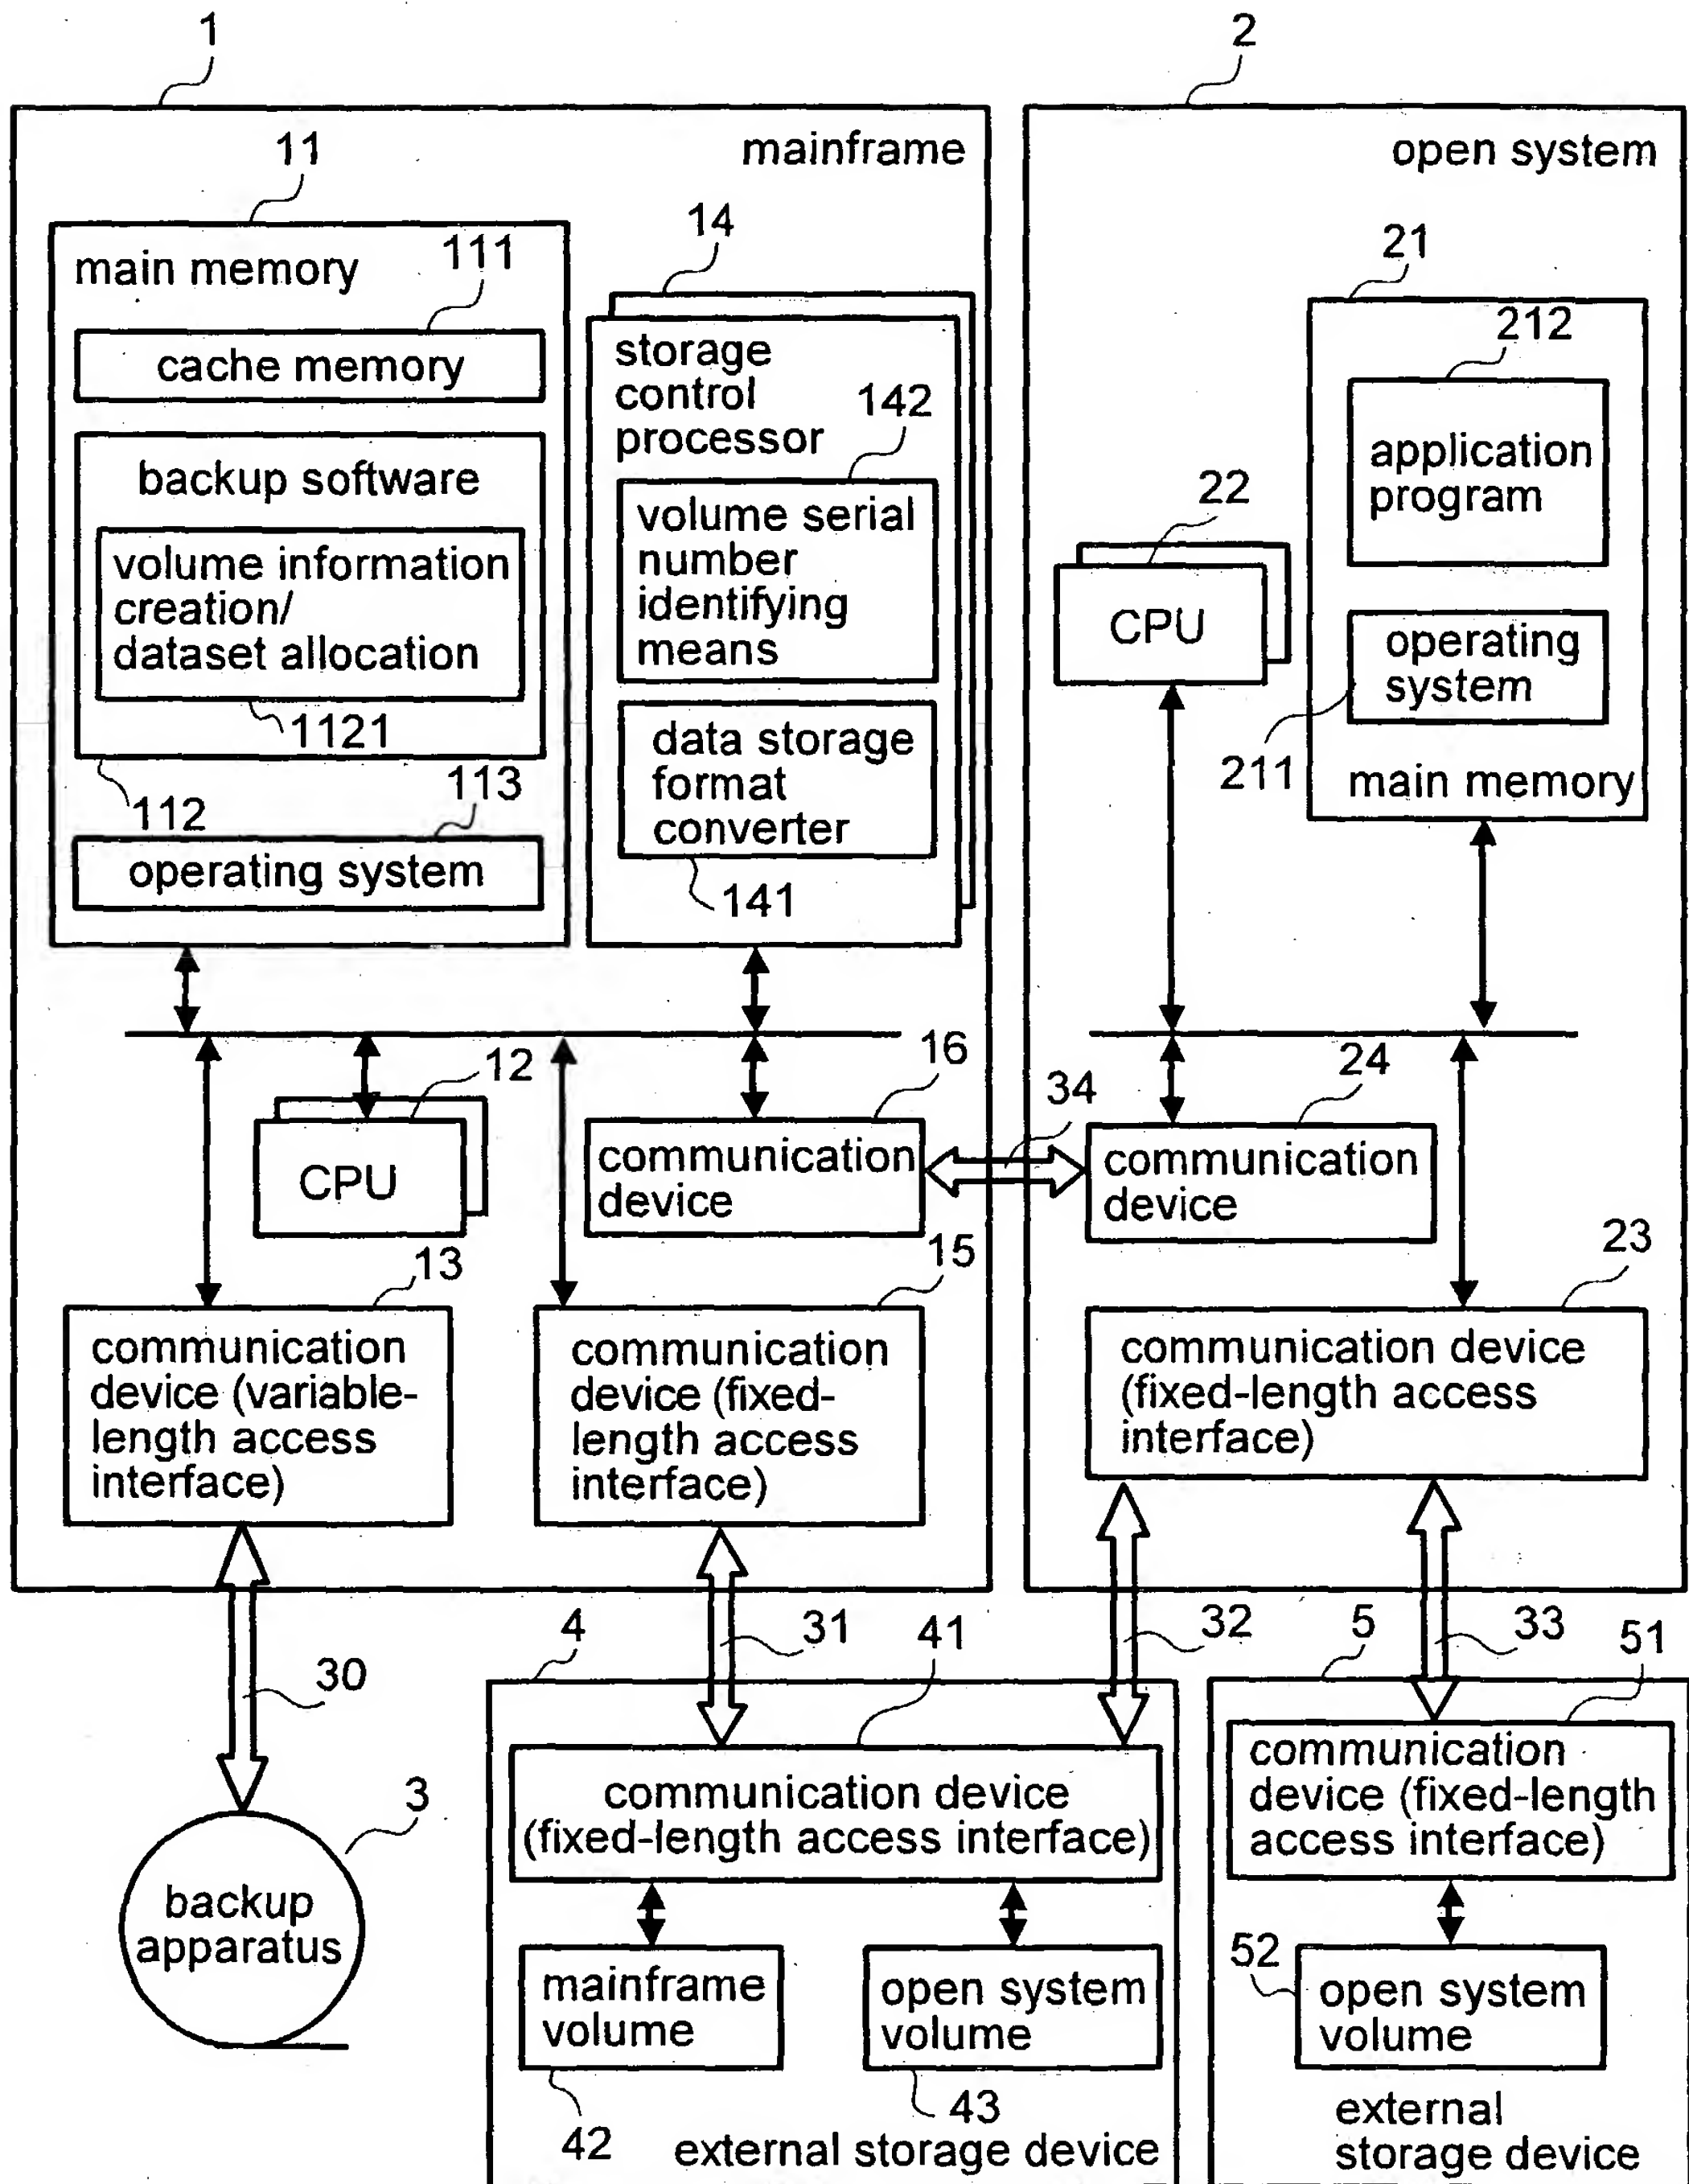 1
2
mainframe
open system
11
main memory
111
cache memory
backup software
volume information
creation/
dataset allocation
1121
112
113
operating system
14
storage
control
processor
142
volume serial
number
identifying
means
data storage
format
converter
141
21
212
application
program
operating
system
211
main memory
22
CPU
12
CPU
16
communication
device
34
24
communication
device
13
communication
device (variable-
length access
interface)
15
communication
device (fixed-
length access
interface)
23
communication device
(fixed-length access
interface)
30
31
32
33
3
backup
apparatus
4
41
communication device
(fixed-length access interface)
mainframe
volume
42
open system
volume
43
external storage device
5
51
communication
device (fixed-length
access interface)
52
open system
volume
external
storage device